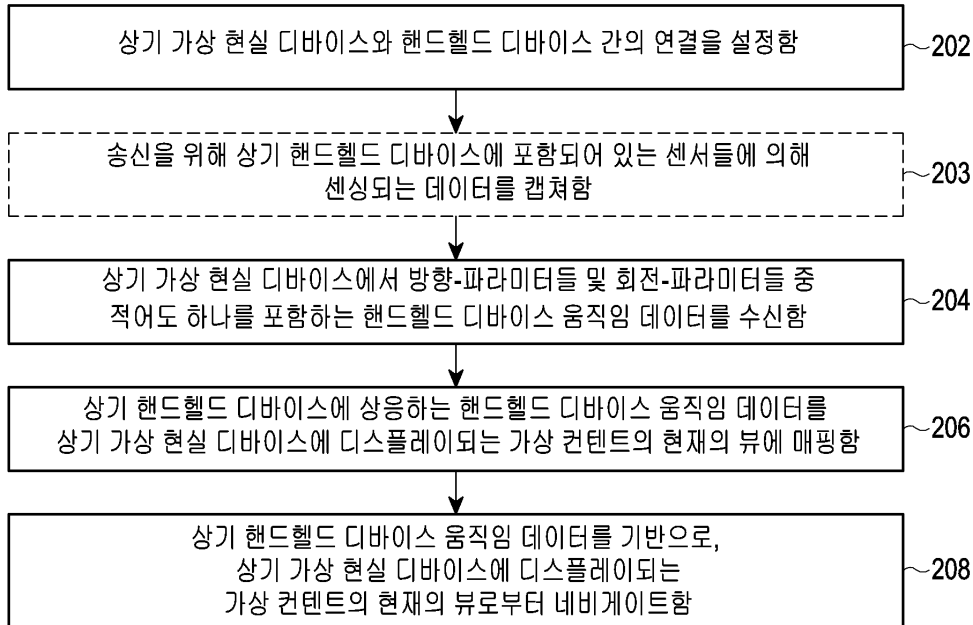 상기 가상 현실 디바이스와 핸드헬드 디바이스 간의 연결을 설정함
202
송신을 위해 상기 핸드헬드 디바이스에 포함되어 있는 센서들에 의해
센싱되는 데이터를 캡쳐함
203
상기 가상 현실 디바이스에서 방향-파라미터들 및 회전-파라미터들 중
적어도 하나를 포함하는 핸드헬드 디바이스 움직임 데이터를 수신함
204
상기 핸드헬드 디바이스에 상응하는 핸드헬드 디바이스 움직임 데이터를
상기 가상 현실 디바이스에 디스플레이되는 가상 컨텐트의 현재의 뷰에 매핑함
206
상기 핸드헬드 디바이스 움직임 데이터를 기반으로,
상기 가상 현실 디바이스에 디스플레이되는
가상 컨텐트의 현재의 뷰로부터 네비게이트함
208